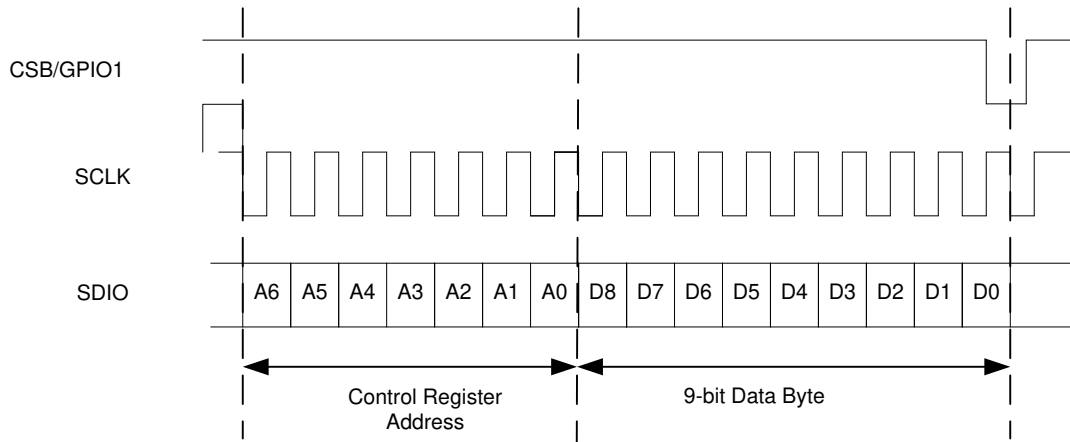 CSB/GPIO1
SCLK
SDIO
A6 A5 A4 A3 A2 A1 A0 D8 D7 D6 D5 D4 D3 D2 D1 D0
Control Register
Address
9-bit Data Byte